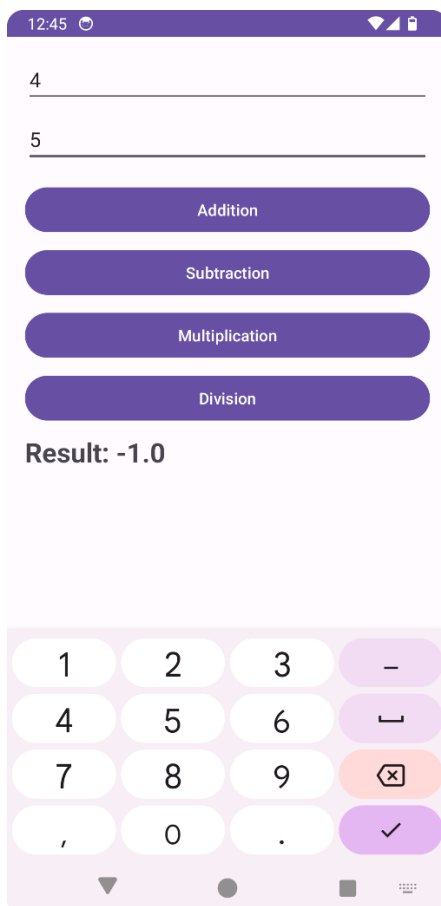 12:45
4
5
Addition
Subtraction
Multiplication
Division
Result: -1.0
1 2 3 –
4 5 6
7 8 9
, 0 .